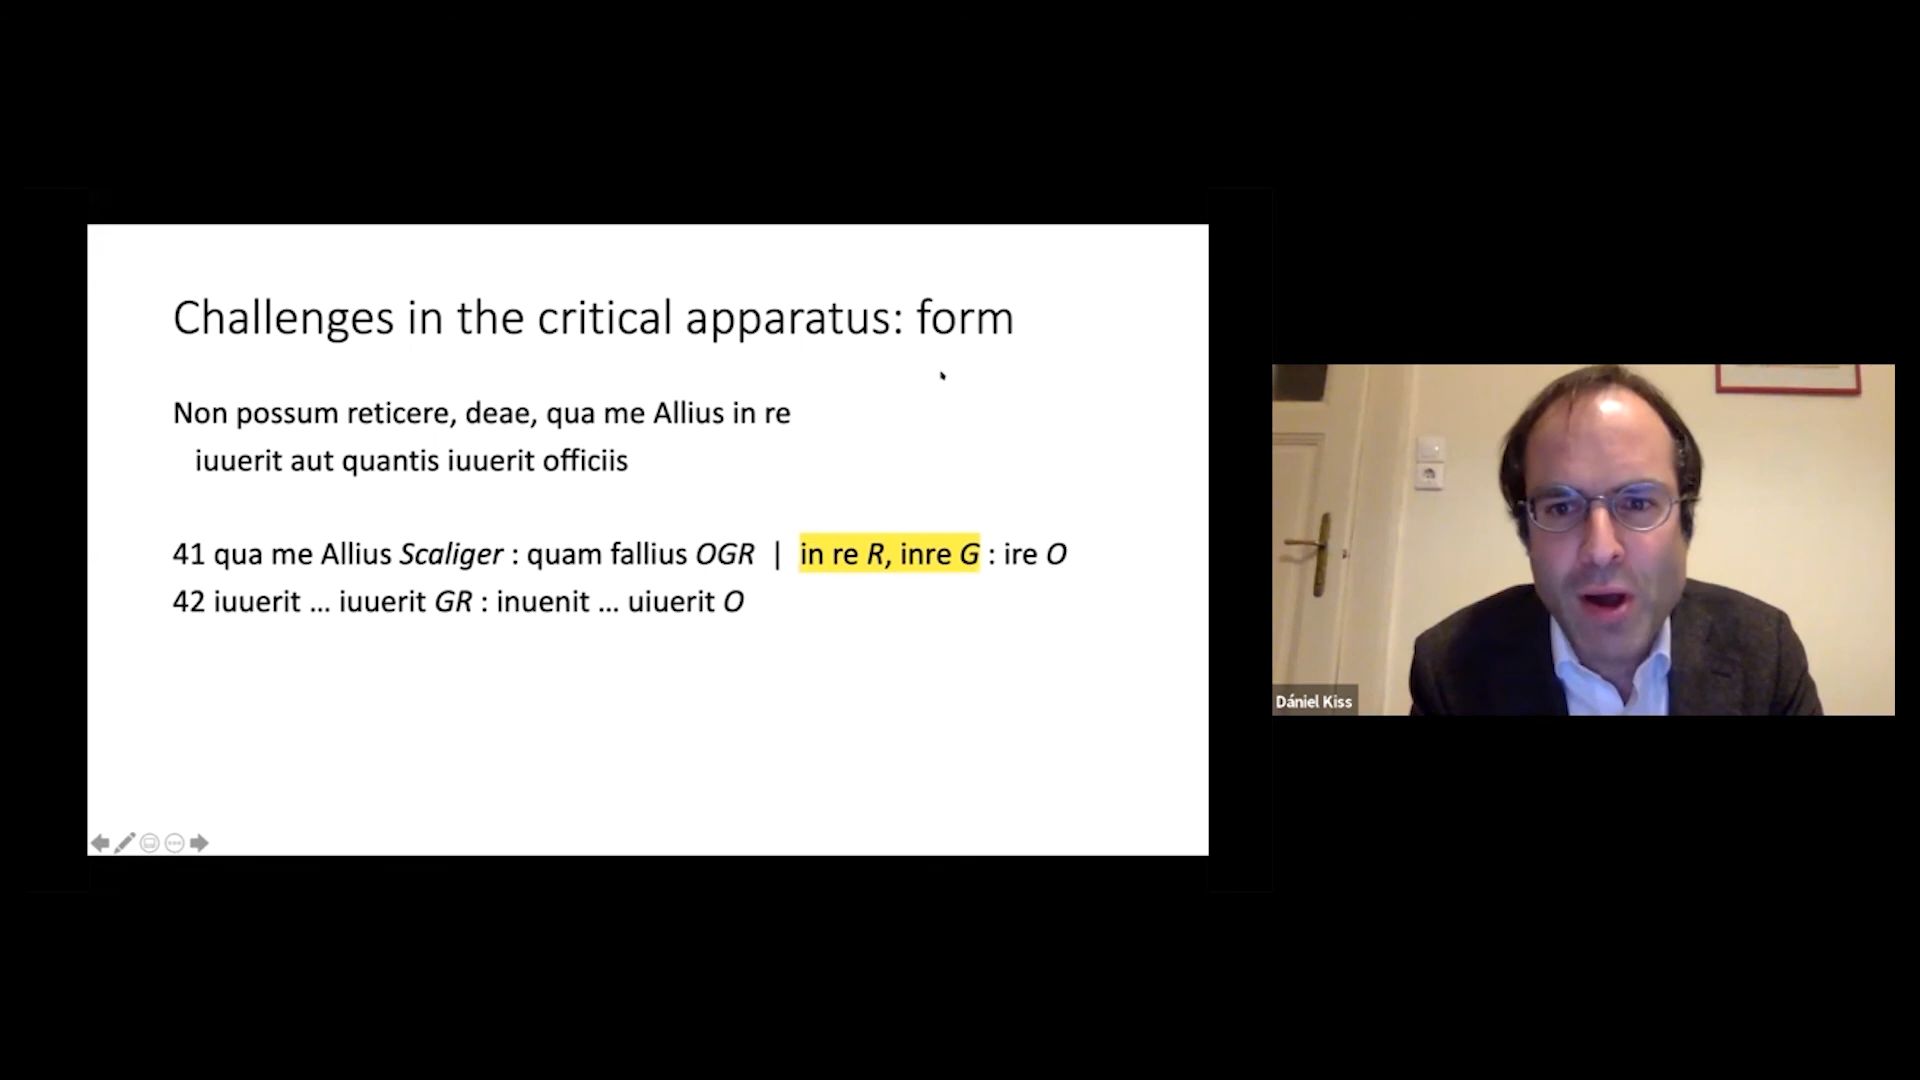 Challenges in the critical apparatus: form
Non possum reticere, deae, qua me Allius in re
iuuerit aut quantis iuuerit officiis
41 qua me Allius Scaliger : quam fallius OGR | in re R, inre G : ire O
42 iuuerit ... iuuerit GR : inuenit ... uiuerit O
Dániel Kiss